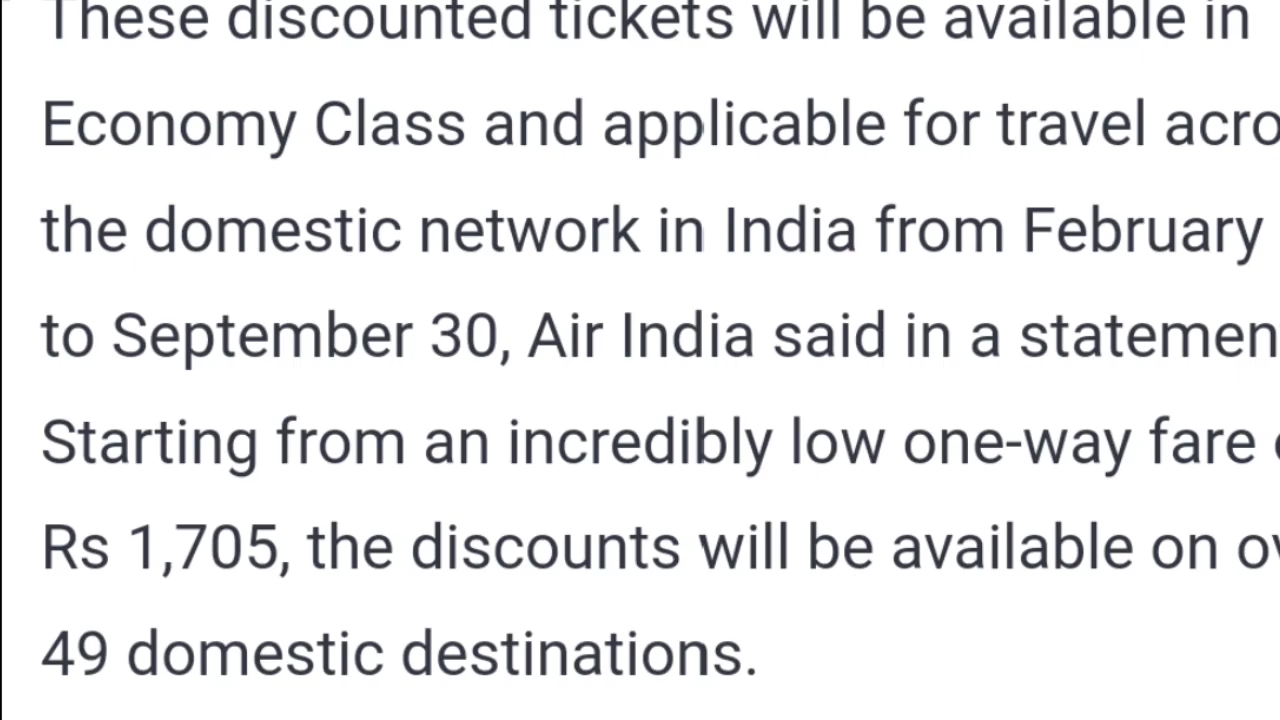 These discounted tickets will be available in
Economy Class and applicable for travel acro
the domestic network in India from February
to September 30, Air India said in a statemen
Starting from an incredibly low one-way fare
Rs 1,705, the discounts will be available on ov
49 domestic destinations.